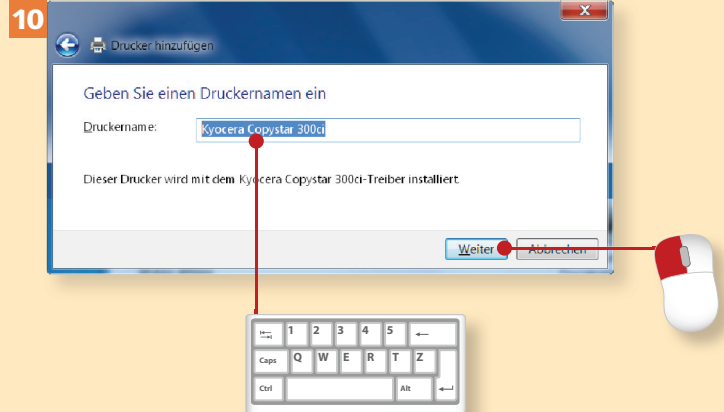 10
X
Drucker hinzufügen
Geben Sie einen Druckernamen ein
Druckername: Kyocera Copystar 300ci
Dieser Drucker wird mit dem Kyocera Copystar 300ci-Treiber installiert.
Weiter Abbrechen
1 2 3 4 5
Caps Q W E R T Z
Ctrl Alt